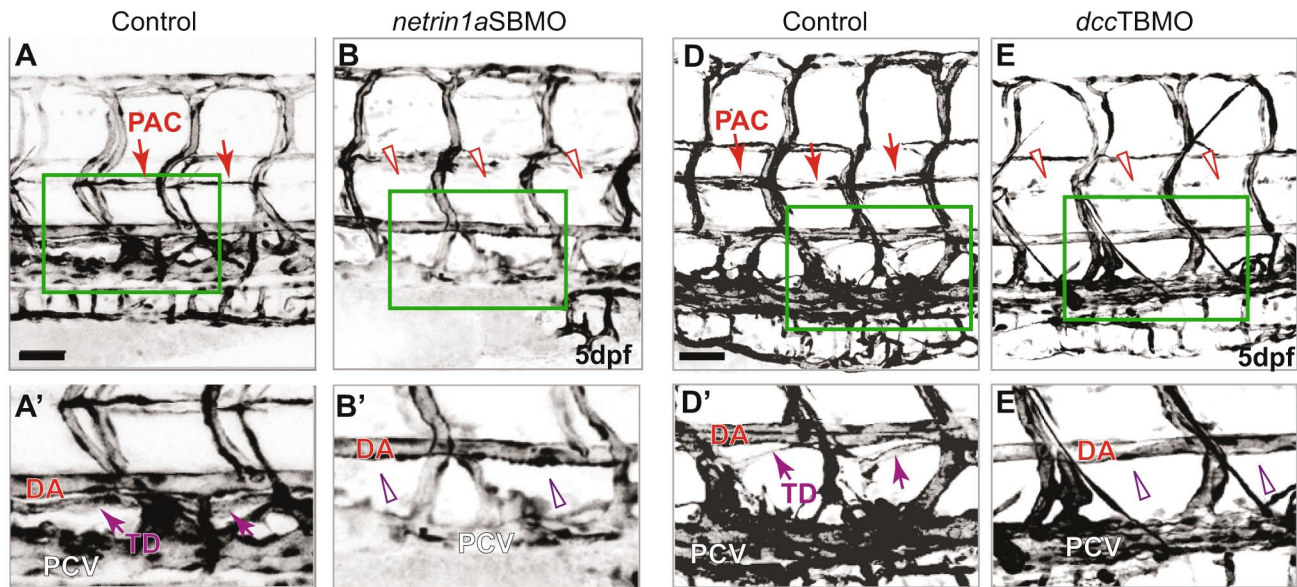 Control
netrin1aSBMO
Control
dccTBMO
A
B
D
E
PAC
PAC
5dpf
5dpf
A'
B'
D'
E'
DA
DA
DA
DA
TD
TD
PCV
PCV
PCV
PCV